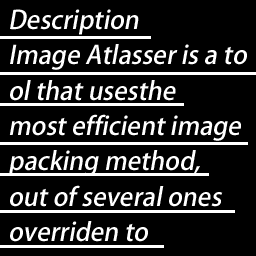 Description
Image Atlasser is a to
ol that usesthe
most efficient image
packing method,
out of several ones
overriden to